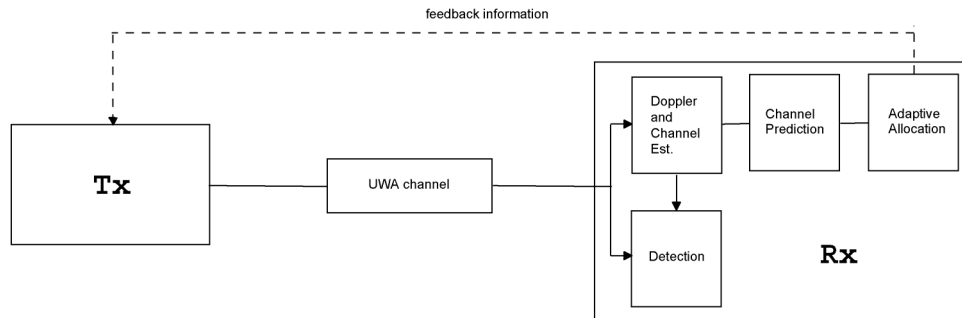 feedback information
Tx
UWA channel
Doppler
and
Channel
Est.
Channel
Prediction
Adaptive
Allocation
Detection
Rx